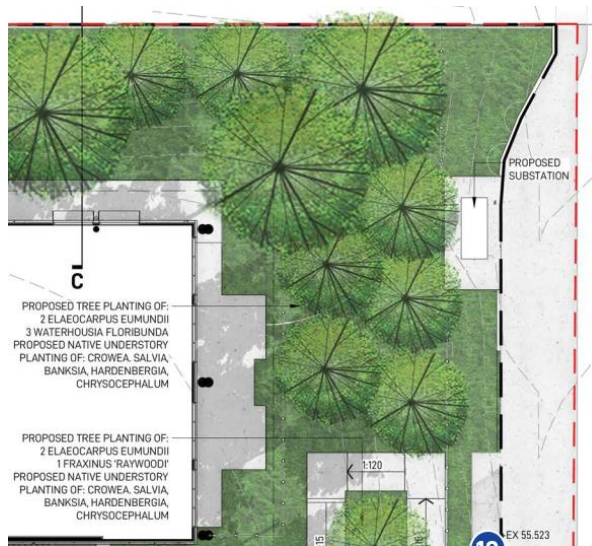 PROPOSED
SUBSTATION
C
PROPOSED TREE PLANTING OF:
2 ELAEOCARPUS EUMUNDII
3 WATERHOUSIA FLORIBUNDA
PROPOSED NATIVE UNDERSTORY
PLANTING OF: CROWEA. SALVIA,
BANKSIA, HARDENBERGIA,
CHRYSOCEPHALUM
PROPOSED TREE PLANTING OF:
2 ELAEOCARPUS EUMUNDII
1 FRAXINUS 'RAYWOODI'
PROPOSED NATIVE UNDERSTORY
PLANTING OF: CROWEA. SALVIA,
BANKSIA, HARDENBERGIA,
CHRYSOCEPHALUM
1:120
EX 55.523